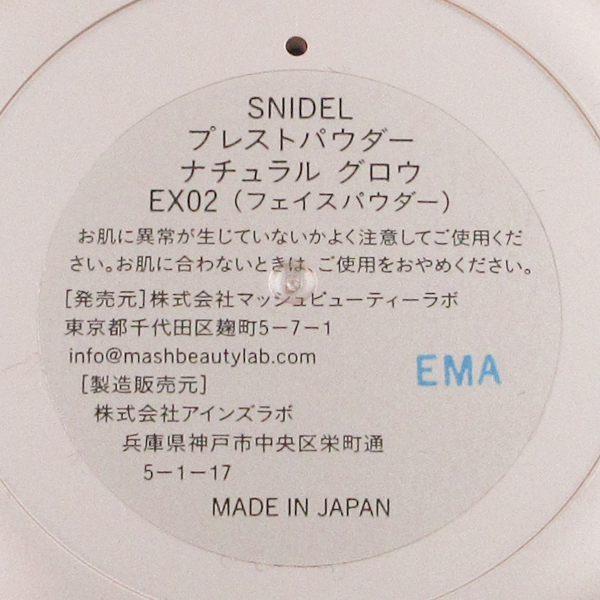 SNIDEL
プレストパウダー
ナチュラル グロウ
EX02（フェイスパウダー）
お肌に異常が生じていないかよく注意してご使用くだ
さい。お肌に合わないときは、ご使用をおやめください。
[発売元]株式会社マッシュビューティーラボ
東京都千代田区麹町5-7-1
info@mashbeautylab.com
EMA
[製造販売元]
株式会社アインズラボ
兵庫県神戸市中央区栄町通
5-1-17
MADE IN JAPAN